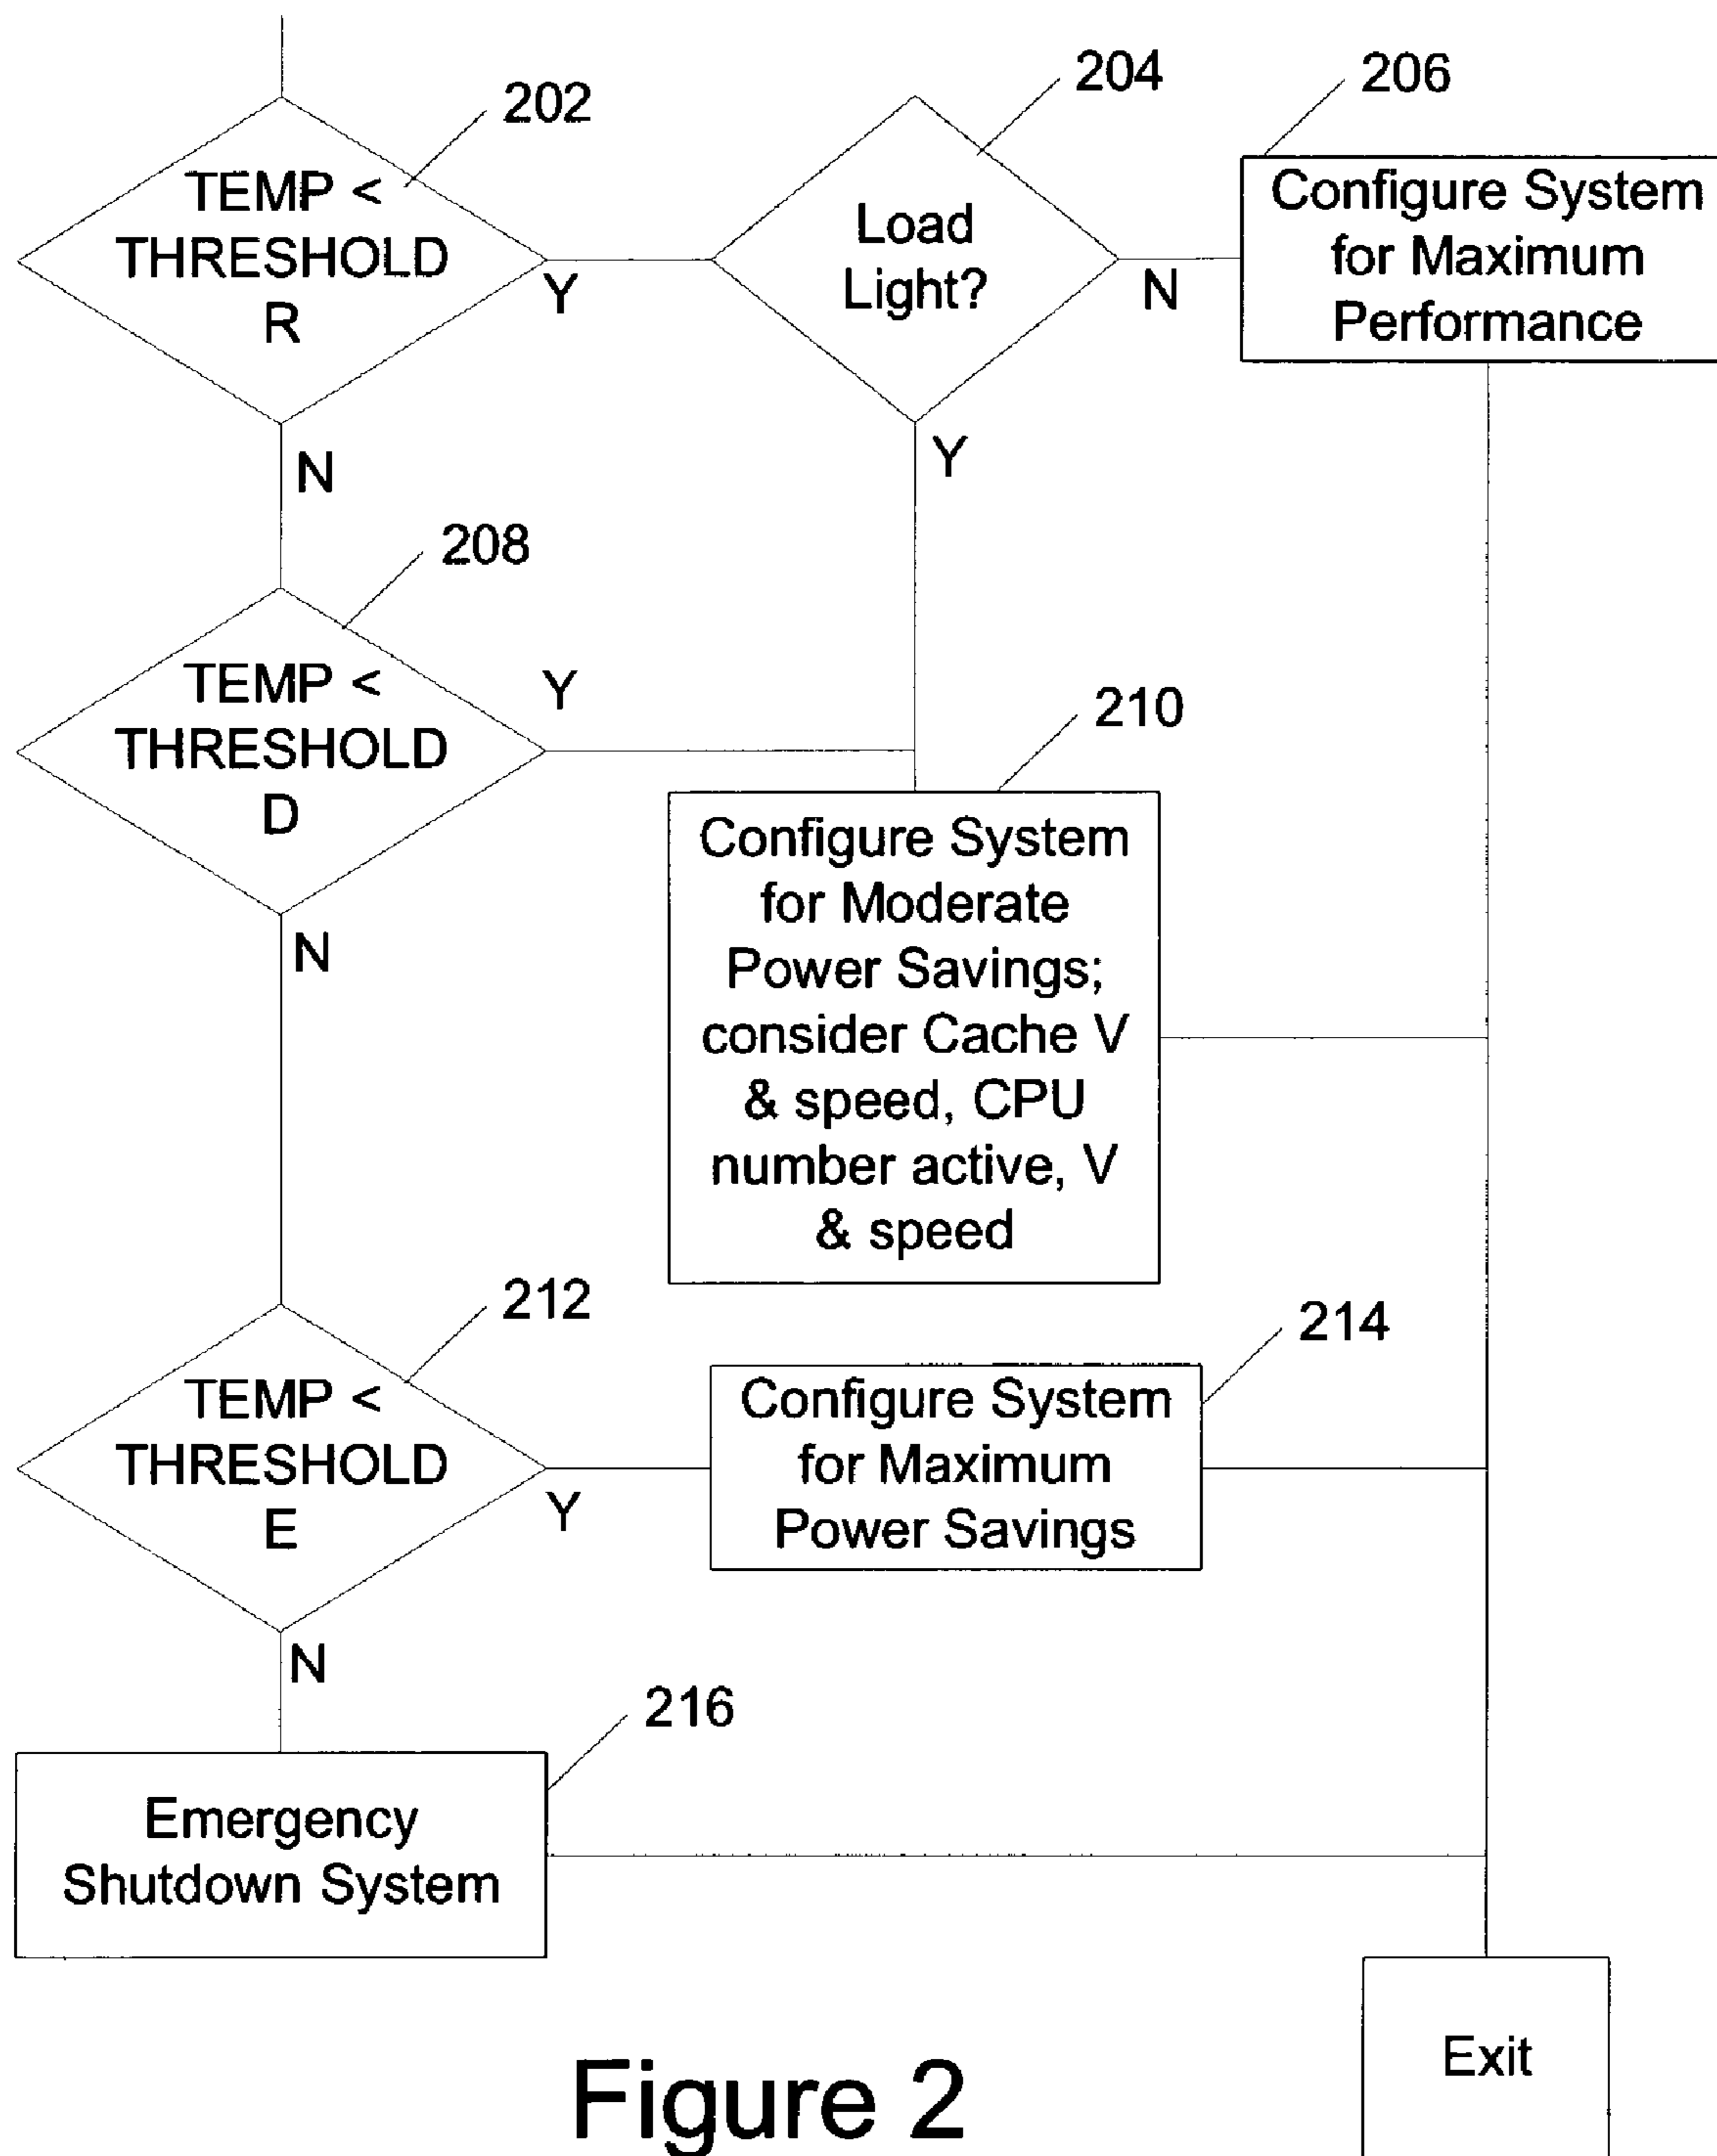 202
TEMP <
THRESHOLD
R
Y
N
204
Load
Light?
N
Y
206
Configure System
for Maximum
Performance
208
TEMP <
THRESHOLD
D
Y
N
210
Configure System
for Moderate
Power Savings;
consider Cache V
& speed, CPU
number active, V
& speed
212
TEMP <
THRESHOLD
E
Y
N
214
Configure System
for Maximum
Power Savings
216
Emergency
Shutdown System
Exit
Figure 2